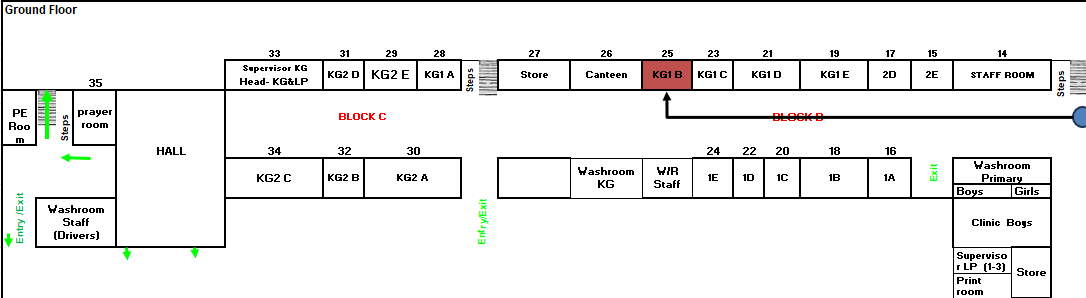 Ground Floor
33
31
29
28
27
26
25
23
21
19
17
15
14
Supervisor KG
Head- KG&LP
KG2 D
KG2 E
KG1 A
Steps
Store
Canteen
KG1 B
KG1 C
KG1 D
KG1 E
2D
2E
STAFF ROOM
Steps
35
PE
Roo
m
Steps
prayer
room
BLOCK C
BLOCK B
HALL
34
32
30
24
22
20
18
16
KG2 C
KG2 B
KG2 A
Washroom
KG
W/R
Staff
1E
1D
1C
1B
1A
Exit
Washroom
Primary
Boys
Girls
Entry /Exit
Washroom
Staff
(Drivers)
Entry/Exit
Clinic Boys
Superviso
r LP (1-3)
Print
room
Store